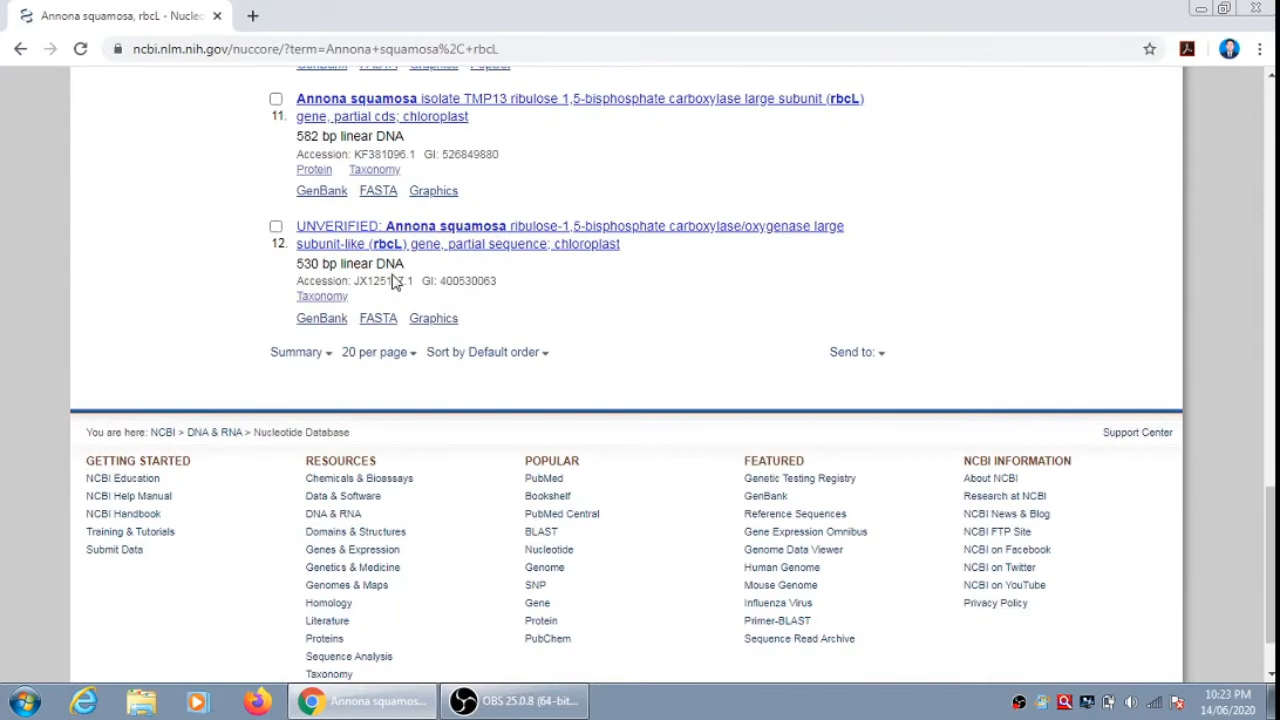 Annona squamosa, rbcL - Nucleo
ncbi.nlm.nih.gov/nuccore/?term=Annona+squamosa%2C+rbcL
GenBank FASTA Graphics PopSet
Annona squamosa isolate TMP13 ribulose 1,5-bisphosphate carboxylase large subunit (rbcL)
11. gene, partial cds; chloroplast
582 bp linear DNA
Accession: KF381096.1 GI: 526849880
Protein Taxonomy
GenBank FASTA Graphics
UNVERIFIED: Annona squamosa ribulose-1,5-bisphosphate carboxylase/oxygenase large
12. subunit-like (rbcL) gene, partial sequence; chloroplast
530 bp linear DNA
Accession: GI: 400530063
Taxonomy
GenBank FASTA Graphics
Summary 20 per page Sort by Default order Send to:
You are here: NCBI > DNA & RNA > Nucleotide Database Support Center
GETTING STARTED
NCBI Education
NCBI Help Manual
NCBI Handbook
Training & Tutorials
Submit Data
RESOURCES
Chemicals & Bioassays
Data & Software
DNA & RNA
Domains & Structures
Genes & Expression
Genetics & Medicine
Genomes & Maps
Homology
Literature
Proteins
Sequence Analysis
Taxonomy
POPULAR
PubMed
Bookshelf
PubMed Central
BLAST
Nucleotide
Genome
SNP
Gene
Protein
PubChem
FEATURED
Genetic Testing Registry
GenBank
Reference Sequences
Gene Expression Omnibus
Genome Data Viewer
Human Genome
Mouse Genome
Influenza Virus
Primer-BLAST
Sequence Read Archive
NCBI INFORMATION
About NCBI
Research at NCBI
NCBI News & Blog
NCBI FTP Site
NCBI on Facebook
NCBI on Twitter
NCBI on YouTube
Privacy Policy
Annona squamos...
OBS 25.0.8 (64-bit...
10:23 PM
14/06/2020